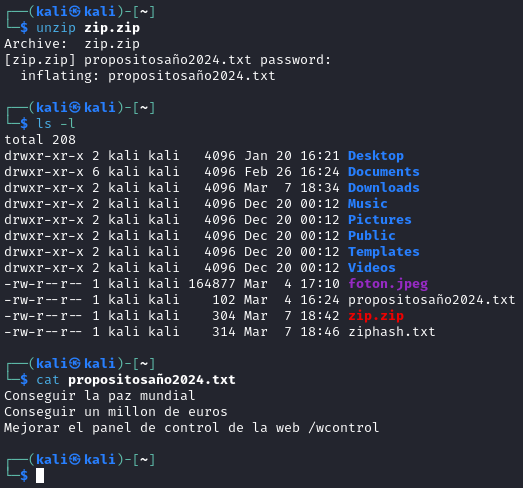 ┌──(kali㉿kali)-[~]
└─$ unzip zip.zip
Archive:  zip.zip
[zip.zip] propositosaño2024.txt password:
  inflating: propositosaño2024.txt
┌──(kali㉿kali)-[~]
└─$ ls -l
total 208
drwxr-xr-x 2 kali kali   4096 Jan 20 16:21 Desktop
drwxr-xr-x 6 kali kali   4096 Feb 26 16:24 Documents
drwxr-xr-x 2 kali kali   4096 Mar  7 18:34 Downloads
drwxr-xr-x 2 kali kali   4096 Dec 20 00:12 Music
drwxr-xr-x 2 kali kali   4096 Dec 20 00:12 Pictures
drwxr-xr-x 2 kali kali   4096 Dec 20 00:12 Public
drwxr-xr-x 2 kali kali   4096 Dec 20 00:12 Templates
drwxr-xr-x 2 kali kali   4096 Dec 20 00:12 Videos
-rw-r--r-- 1 kali kali 164877 Mar  4 17:10 foton.jpeg
-rw-r--r-- 1 kali kali    102 Mar  4 16:24 propositosaño2024.txt
-rw-r--r-- 1 kali kali    304 Mar  7 18:42 zip.zip
-rw-r--r-- 1 kali kali    314 Mar  7 18:46 ziphash.txt
┌──(kali㉿kali)-[~]
└─$ cat propositosaño2024.txt
Conseguir la paz mundial
Conseguir un millon de euros
Mejorar el panel de control de la web /wcontrol
┌──(kali㉿kali)-[~]
└─$